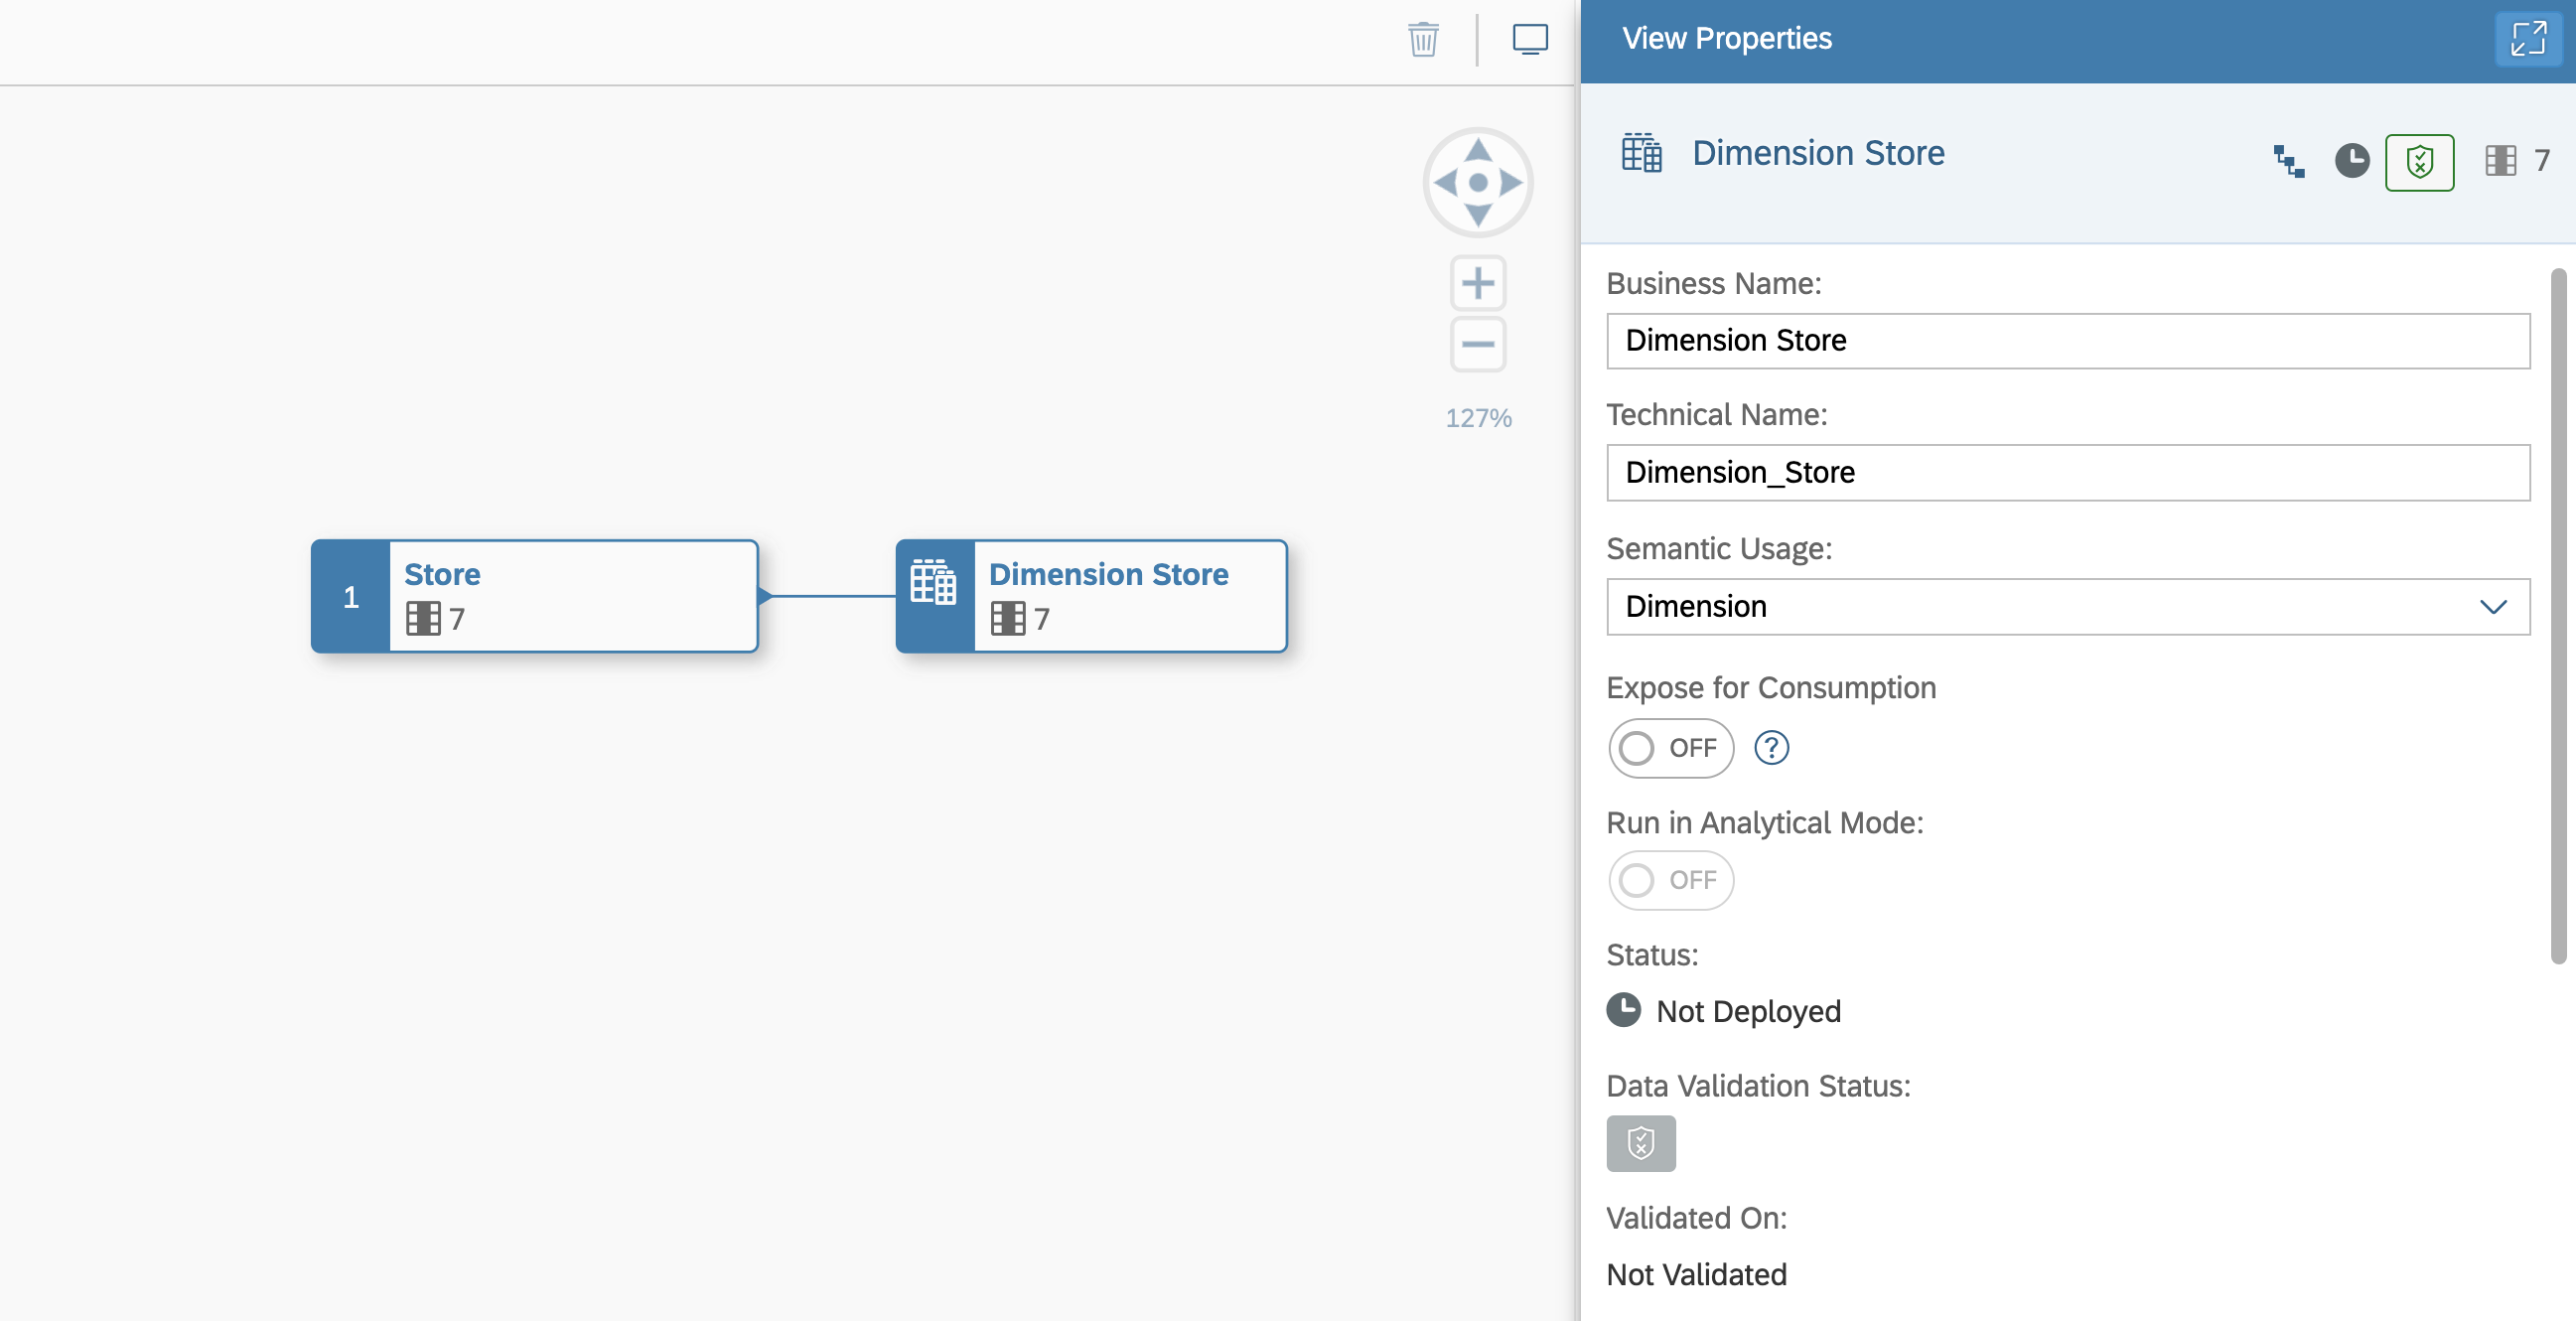 127%
1
Store
7
Dimension Store
7
View Properties
Dimension Store
7
Business Name:
Dimension Store
Technical Name:
Dimension_Store
Semantic Usage:
Dimension
Expose for Consumption
OFF ?
Run in Analytical Mode:
OFF
Status:
Not Deployed
Data Validation Status:
Validated On:
Not Validated